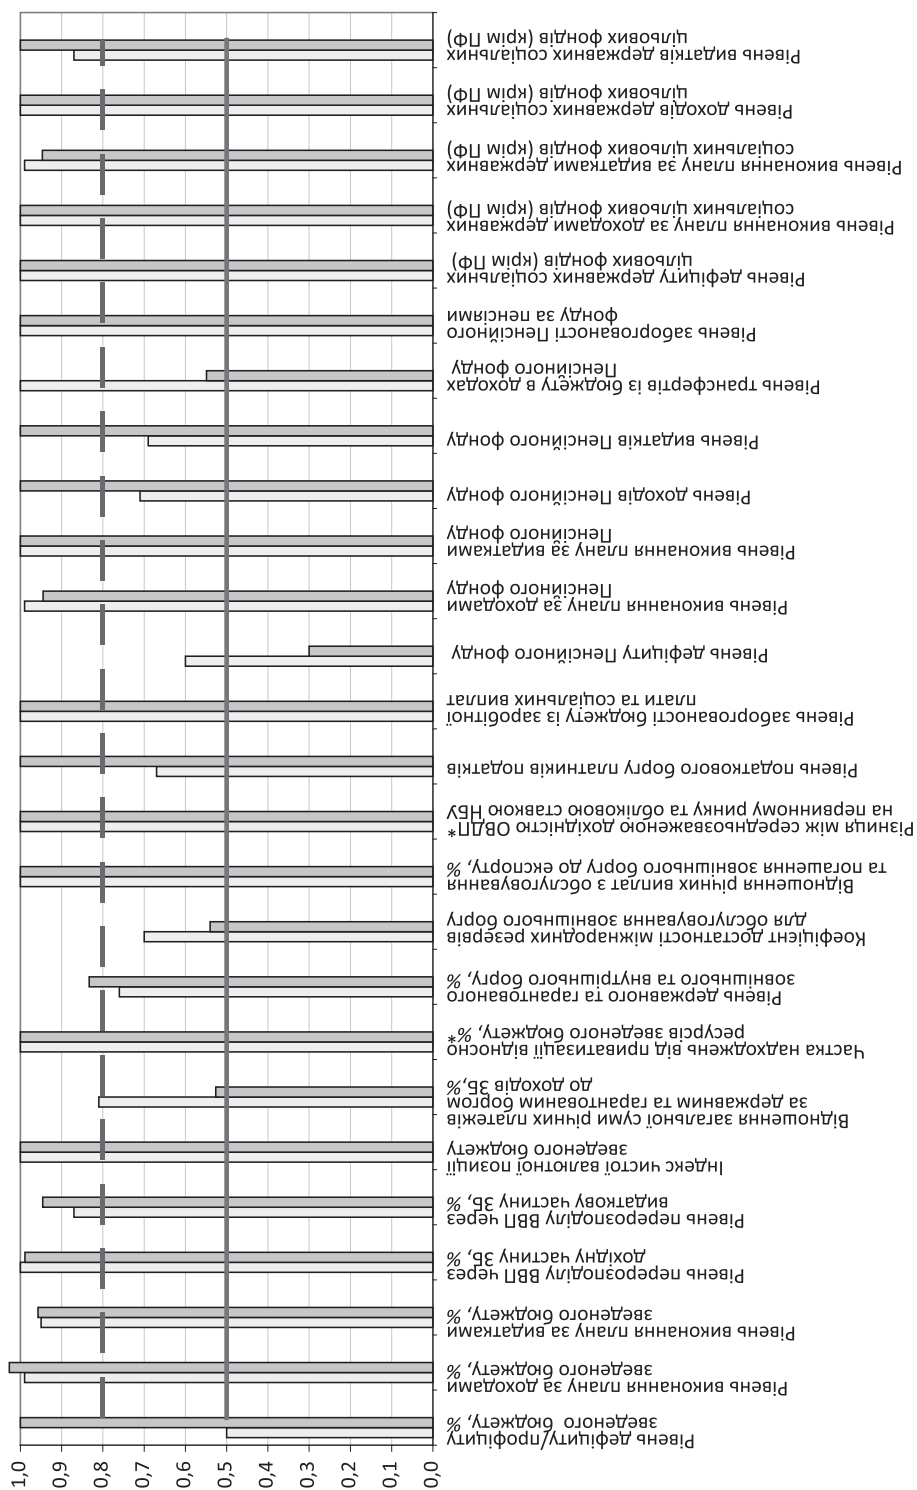 0,0
0,1
0,2
0,3
0,4
0,5
0,6
0,7
0,8
0,9
1,0
Рівень дефіциту/профіциту
зведеного бюджету, %
Рівень виконання плану за доходами
зведеного бюджету, %
Рівень виконання плану за видатками
зведеного бюджету, %
Рівень перерозподілу ВВП через
дохідну частину ЗБ, %
Рівень перерозподілу ВВП через
видаткову частину ЗБ, %
Індекс чистої валютної позиції
зведеного бюджету
Відношення загальної суми річних платежів
за державним та гарантованим боргом
до доходів ЗБ,%
Частка надходжень від приватизації відносно
ресурсів зведеного бюджету, %*
Рівень державного та гарантованого
зовнішнього та внутрішнього боргу, %
Коефіцієнт достатності міжнародних резервів
для обслуговування зовнішнього боргу
Відношення річних виплат з обслуговування
та погашення зовнішнього боргу до експорту, %
Різниця між середньозваженою дохідністю ОВДП*
на первинному ринку та обліковою ставкою НБУ
Рівень податкового боргу платників податків
Рівень заборгованості бюджету із заробітної
плати та соціальних виплат
Рівень дефіциту Пенсійного фонду
Рівень виконання плану за доходами
Пенсійного фонду
Рівень виконання плану за видатками
Пенсійного фонду
Рівень доходів Пенсійного фонду
Рівень видатків Пенсійного фонду
Рівень трансфертів із бюджету в доходах
Пенсійного фонду
Рівень заборгованості Пенсійного
фонду за пенсіями
Рівень дефіциту державних соціальних
цільових фондів (крім ПФ)
Рівень виконання плану за доходами державних
соціальних цільових фондів (крім ПФ)
Рівень виконання плану за видатками державних
соціальних цільових фондів (крім ПФ)
Рівень доходів державних соціальних
цільових фондів (крім ПФ)
Рівень видатків державних соціальних
цільових фондів (крім ПФ)